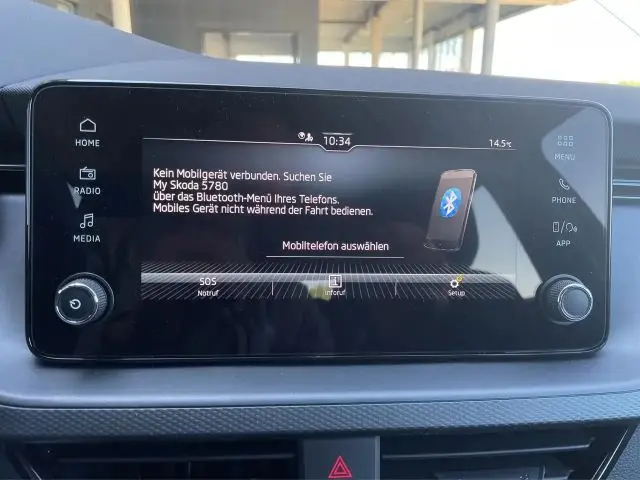 HOME
RADIO
MEDIA
10:34
14.5°C
Kein Mobilgerät verbunden. Suchen Sie
My Skoda 5780
über das Bluetooth-Menü Ihres Telefons.
Mobiles Gerät nicht während der Fahrt bedienen.
Mobiltelefon auswählen
SOS
Notruf
i
Inforuf
Setup
MENU
PHONE
APP